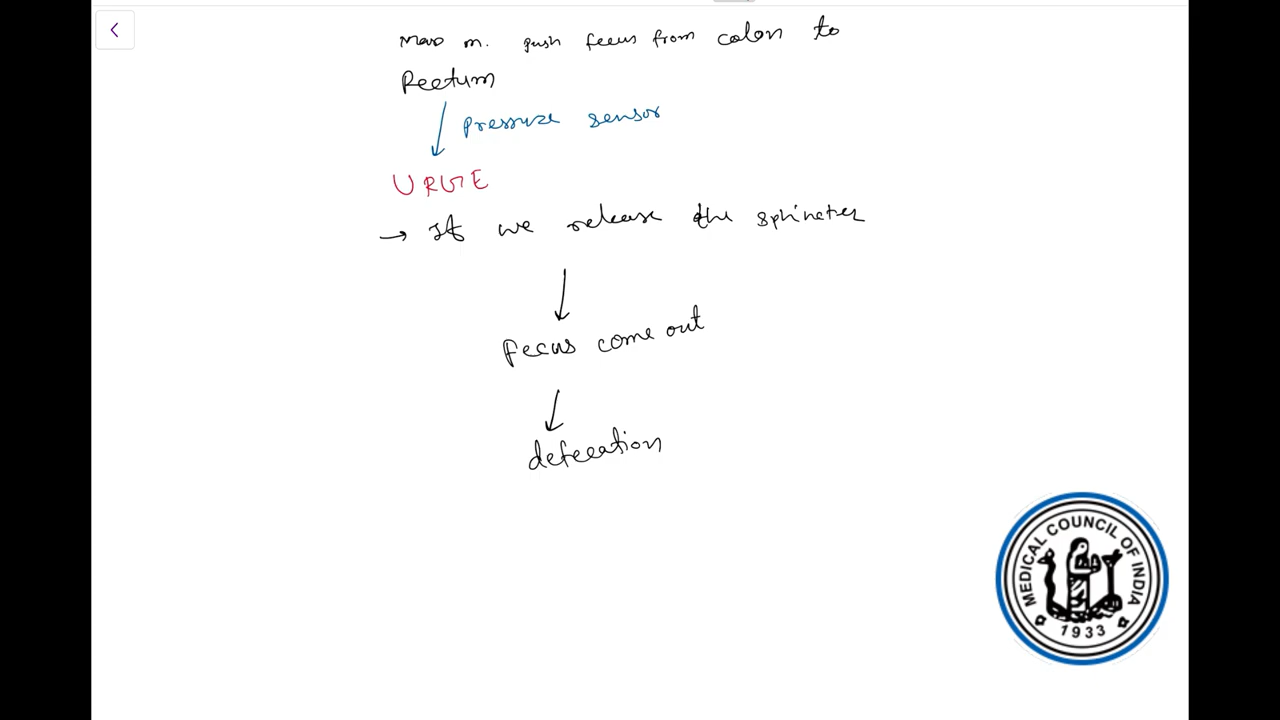 Mass m. push fecus from colon to
Rectum
Pressure sensor
URGE
→ If we release the sphincter
fecus come out
defecation
MEDICAL COUNCIL OF INDIA
1933